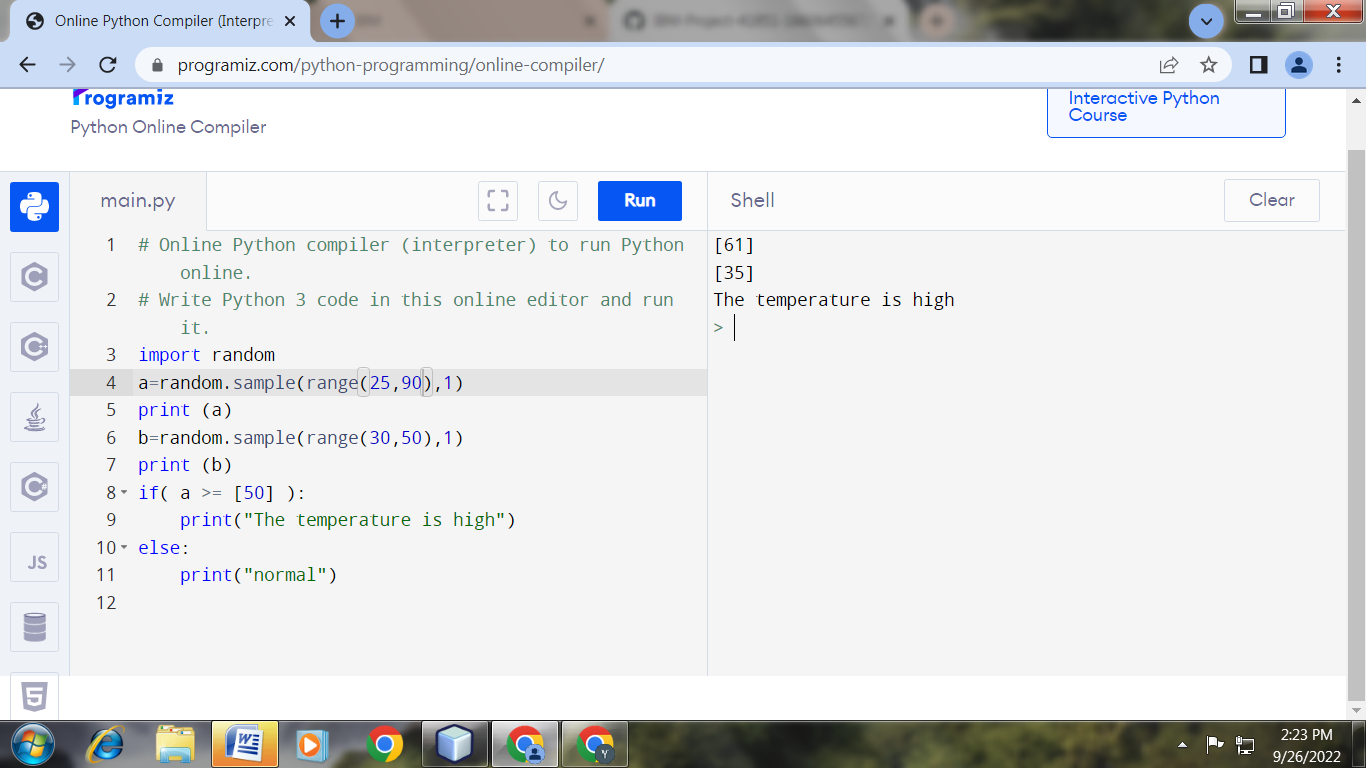 Online Python Compiler (Interpre
programiz.com/python-programming/online-compiler/
Programiz
Python Online Compiler
Interactive Python
Course
main.py
Run
Shell
Clear
1 # Online Python compiler (interpreter) to run Python
online.
2 # Write Python 3 code in this online editor and run
it.
3 import random
4 a=random.sample(range(25,90),1)
5 print (a)
6 b=random.sample(range(30,50),1)
7 print (b)
8 if( a >= [50] ):
9 print("The temperature is high")
10 else:
11 print("normal")
12
[61]
[35]
The temperature is high
>
JS
2:23 PM
9/26/2022